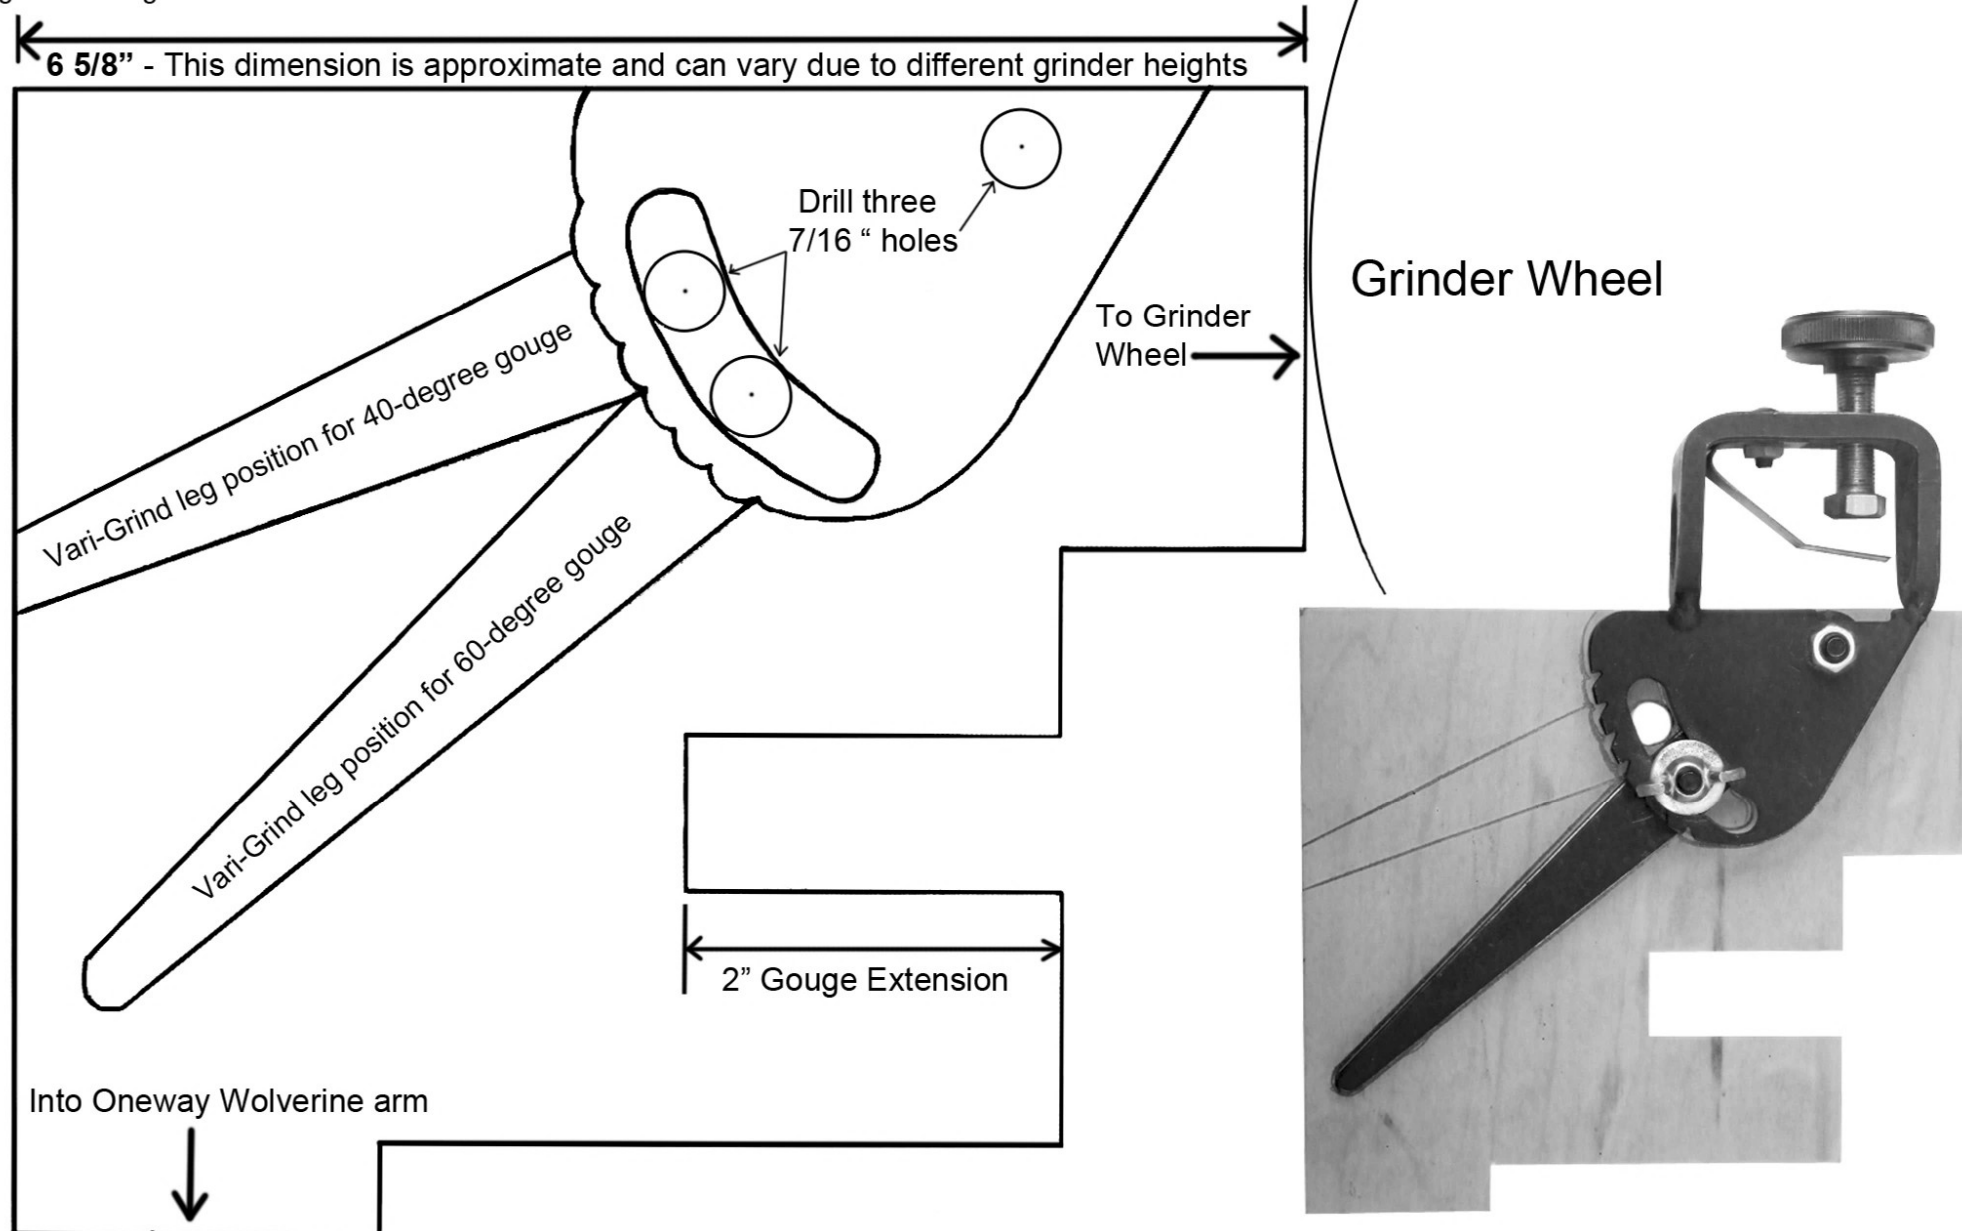 6 5/8” - This dimension is approximate and can vary due to different grinder heights
Drill three
7/16 “ holes
Grinder Wheel
To Grinder
Wheel
Vari-Grind leg position for 40-degree gouge
Vari-Grind leg position for 60-degree gouge
2” Gouge Extension
Into Oneway Wolverine arm